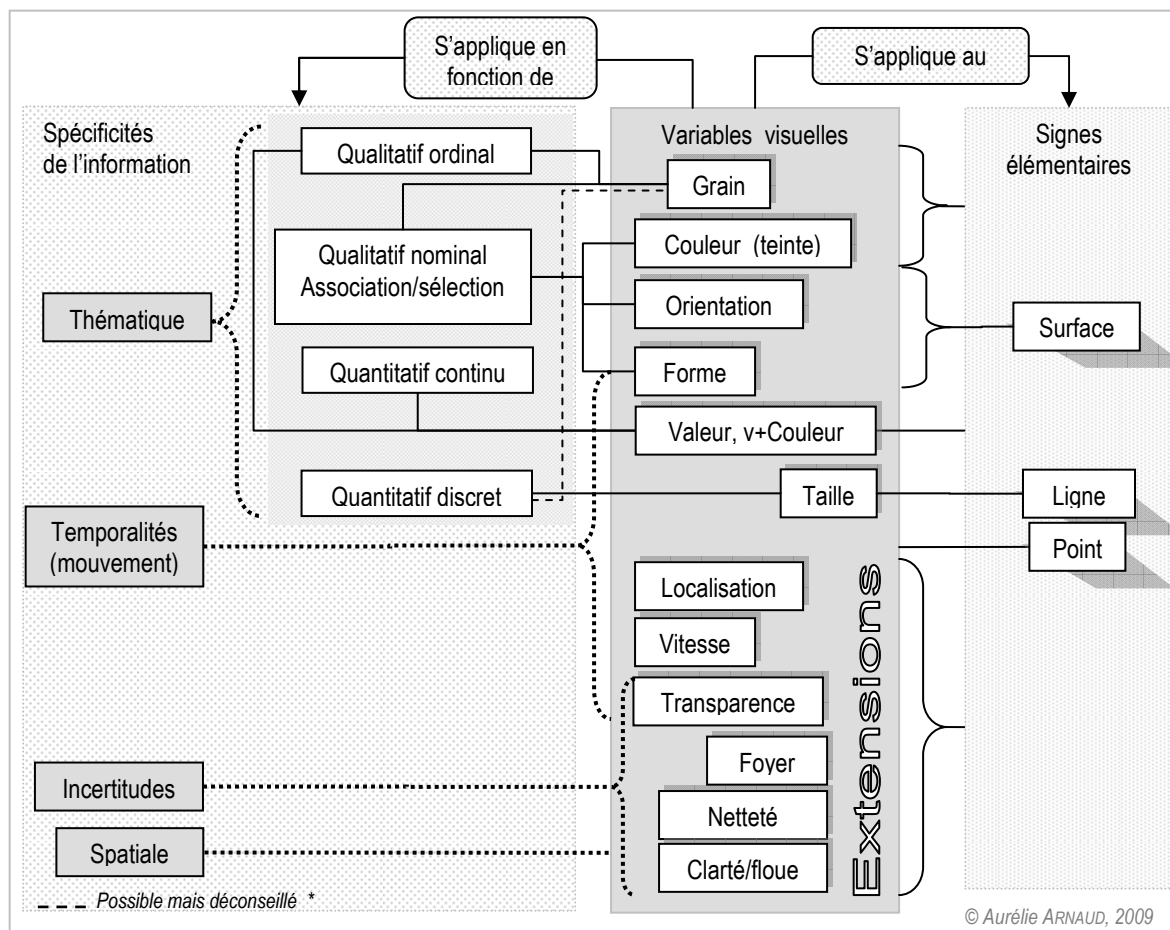 S'applique en
fonction de
S'applique au
Spécificités
de l'information
Qualitatif ordinal
Qualitatif nominal
Association/sélection
Thématique
Quantitatif continu
Quantitatif discret
Temporalités
(mouvement)
Incertitudes
Spatiale
Possible mais déconseillé *
Variables visuelles
Grain
Couleur (teinte)
Orientation
Forme
Valeur, v+Couleur
Taille
Localisation
Vitesse
Transparence
Foyer
Netteté
Clarté/floue
Extensions
Signes
élémentaires
Surface
Ligne
Point
© Aurélie ARNAUD, 2009